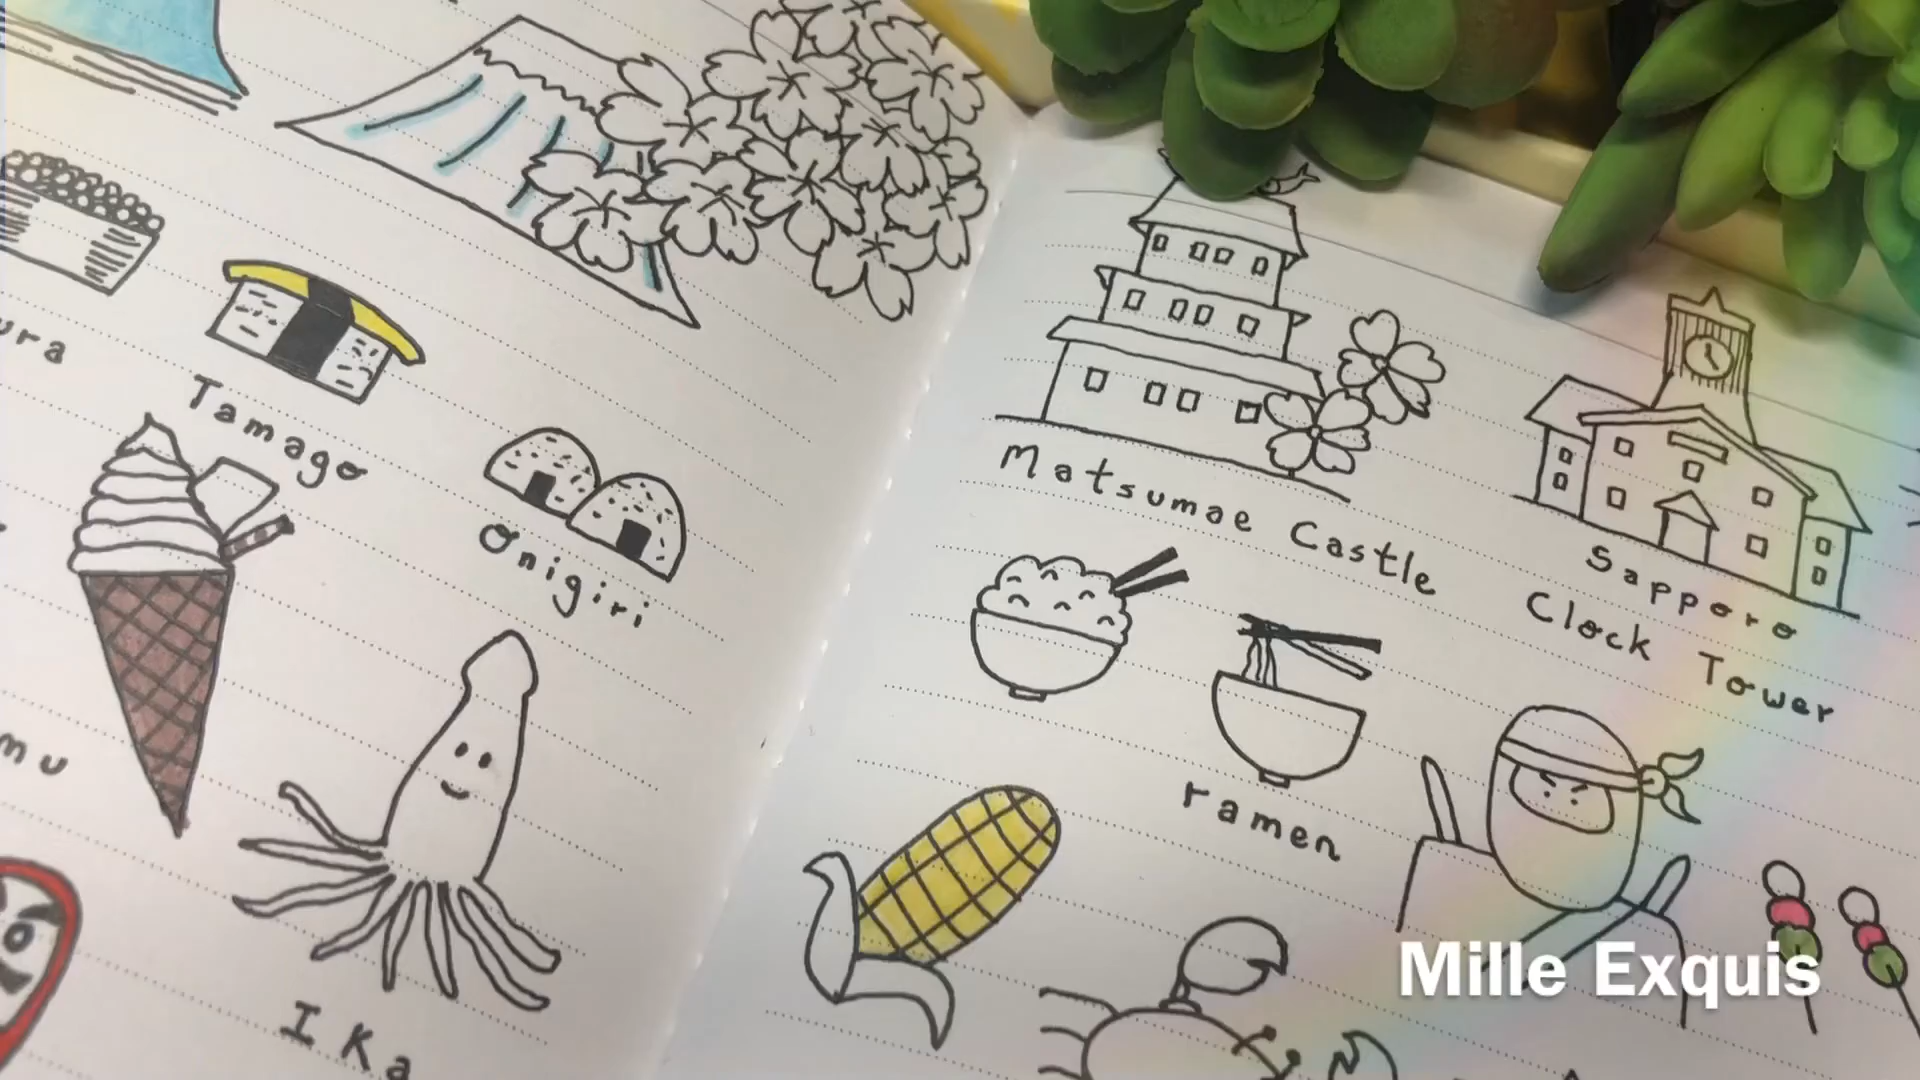 ura
Tamago
Onigiri
mu
Ika
Matsumae Castle
Sapporo
Clock Tower
ramen
Mille Exquis